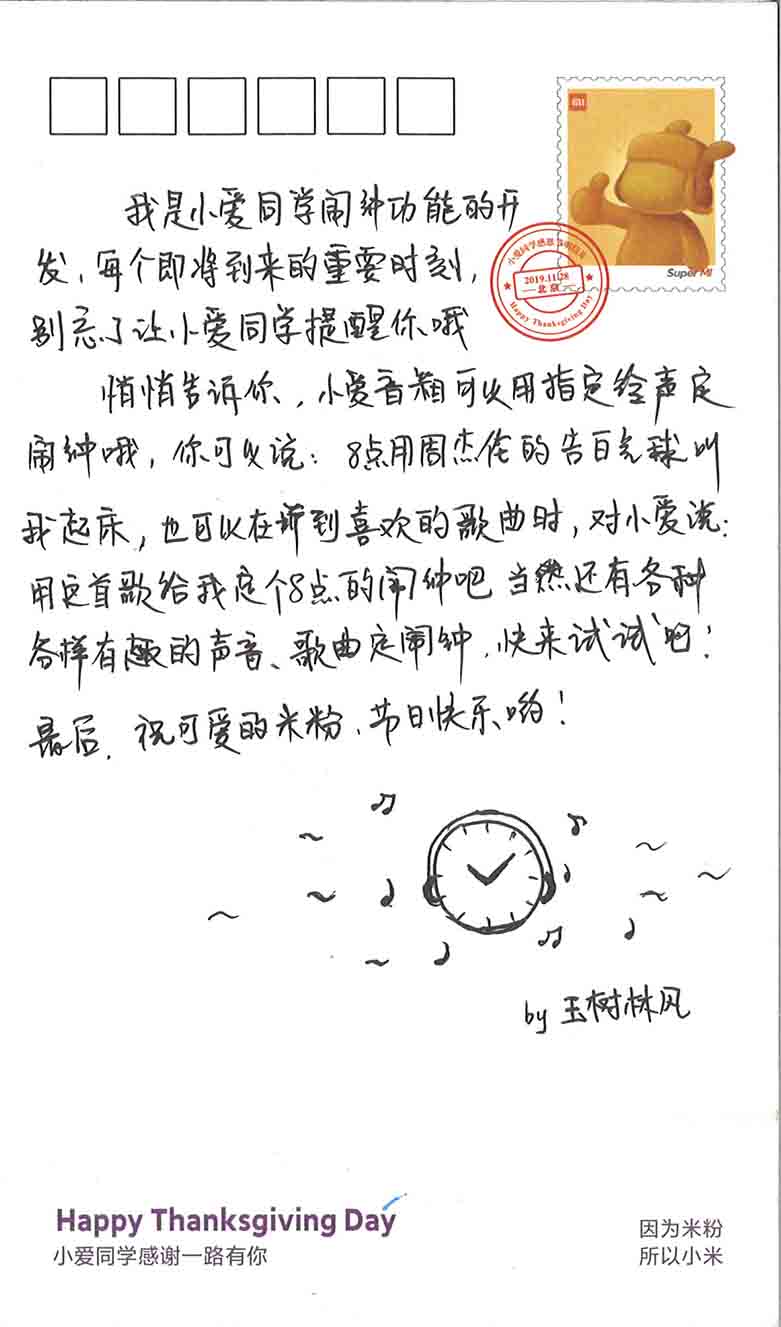 MI
Super MI
小爱同学感恩节明信片
2019.11.28
北京
Happy Thanksgiving Day
我是小爱同学闹钟功能的开
发，每个即将到来的重要时刻，
别忘了让小爱同学提醒你哦
悄悄告诉你，小爱音箱可以用指定铃声定
闹钟哦，你可以说：8点用周杰伦的告白气球叫
我起床，也可以在听到喜欢的歌曲时，对小爱说：
用这首歌给我定个8点的闹钟吧 当然还有各种
各样有趣的声音、歌曲定闹钟，快来试试吧！
最后，祝可爱的米粉，节日快乐哟！
by 玉树林风
Happy Thanksgiving Day
小爱同学感谢一路有你
因为米粉
所以小米